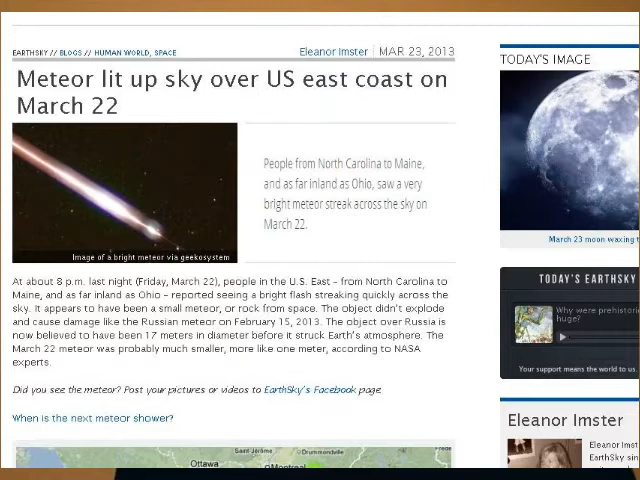 EARTHSKY // BLOGS // HUMAN WORLD, SPACE
Eleanor Imster | MAR 23, 2013
Meteor lit up sky over US east coast on
March 22
Image of a bright meteor via geekosystem
People from North Carolina to Maine,
and as far inland as Ohio, saw a very
bright meteor streak across the sky on
March 22.
At about 8 p.m. last night (Friday, March 22), people in the U.S. East – from North Carolina to
Maine, and as far inland as Ohio – reported seeing a bright flash streaking quickly across the
sky. It appears to have been a small meteor, or rock from space. The object didn't explode
and cause damage like the Russian meteor on February 15, 2013. The object over Russia is
now believed to have been 17 meters in diameter before it struck Earth's atmosphere. The
March 22 meteor was probably much smaller, more like one meter, according to NASA
experts.
Did you see the meteor? Post your pictures or videos to EarthSky's Facebook page
When is the next meteor shower?
Saint-Jérôme
Drummondville
Ottawa
Montreal
TODAY'S IMAGE
March 23 moon waxing t
TODAY'S EARTHSKY
Why were prehistoric
huge?
Your support means the world to us.
Eleanor Imster
Eleanor Imst
EarthSky sin